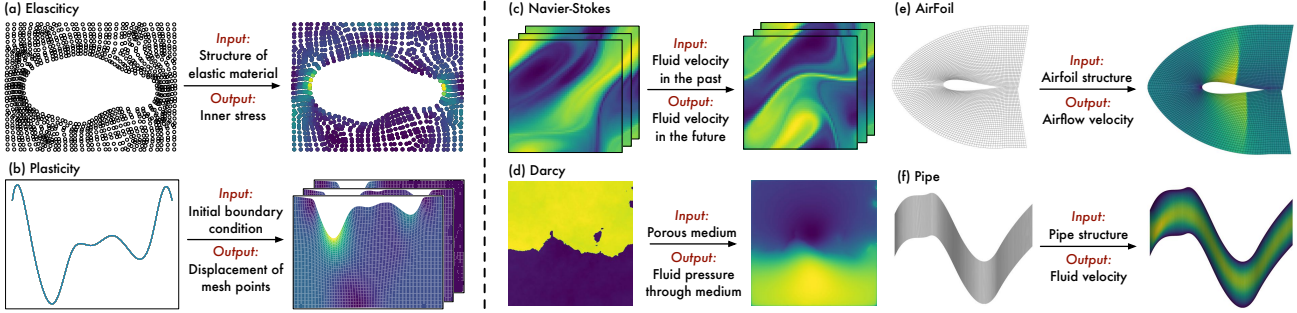 (a) Elasciticy
Input:
Structure of
elastic material
Output:
Inner stress
(b) Plasticity
Input:
Initial boundary
condition
Output:
Displacement of
mesh points
(c) Navier-Stokes
Input:
Fluid velocity
in the past
Output:
Fluid velocity
in the future
(d) Darcy
Input:
Porous medium
Output:
Fluid pressure
through medium
(e) AirFoil
Input:
Airfoil structure
Output:
Airflow velocity
(f) Pipe
Input:
Pipe structure
Output:
Fluid velocity